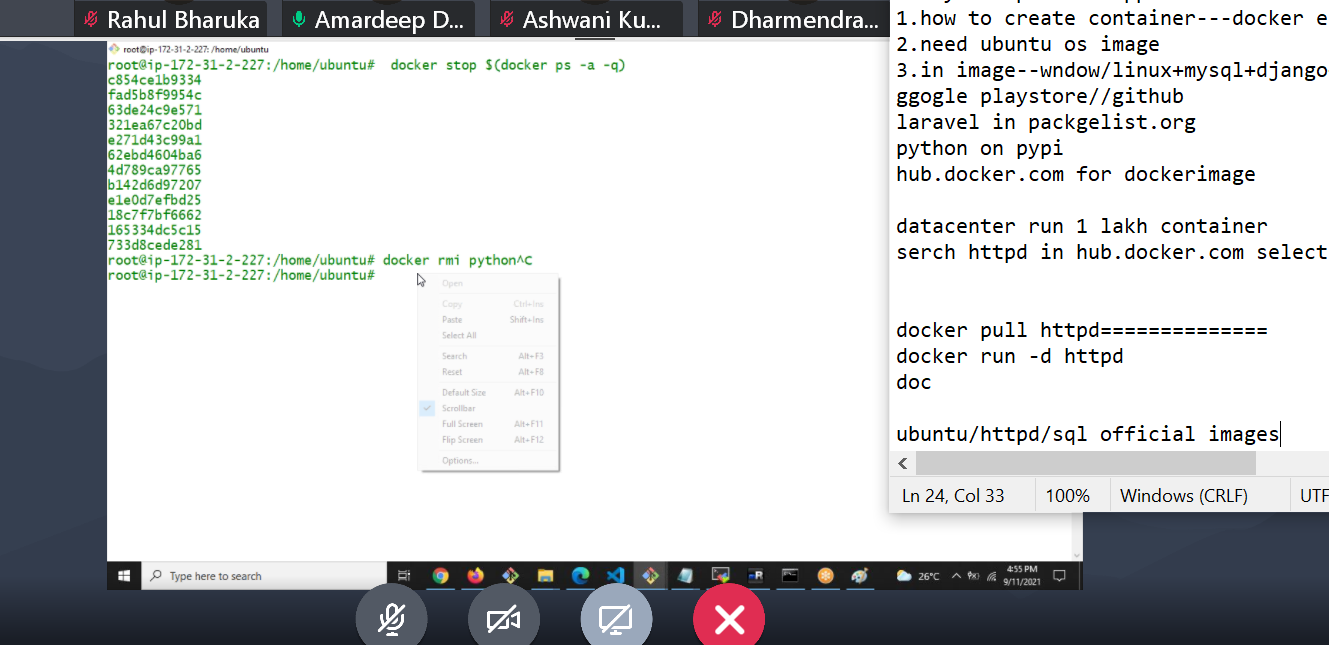 Rahul Bharuka
Amardeep D...
Ashwani Ku...
Dharmendra...
root@ip-172-31-2-227: /home/ubuntu
root@ip-172-31-2-227:/home/ubuntu# docker stop $(docker ps -a -q)
c854ce1b9334
fad5b8f9954c
63de24c9e571
321ea67c20bd
e271d43c99a1
62ebd4604ba6
4d789ca97765
b142d6d97207
e1e0d7efbd25
18c7f7bf6662
165334dc5c15
733d8cede281
root@ip-172-31-2-227:/home/ubuntu# docker rmi python^C
root@ip-172-31-2-227:/home/ubuntu#
Open
Copy Ctrl+Ins
Paste Shift+Ins
Select All
Search Alt+F3
Reset Alt+F8
Default Size Alt+F10
Scrollbar
Full Screen Alt+F11
Flip Screen Alt+F12
Options...
1.how to create container---docker e
2.need ubuntu os image
3.in image--wndow/linux+mysql+django
ggogle playstore//github
laravel in packgelist.org
python on pypi
hub.docker.com for dockerimage
datacenter run 1 lakh container
serch httpd in hub.docker.com select
docker pull httpd==============
docker run -d httpd
doc
ubuntu/httpd/sql official images
Ln 24, Col 33
100%
Windows (CRLF)
UTF
Type here to search
26°C
4:55 PM
9/11/2021